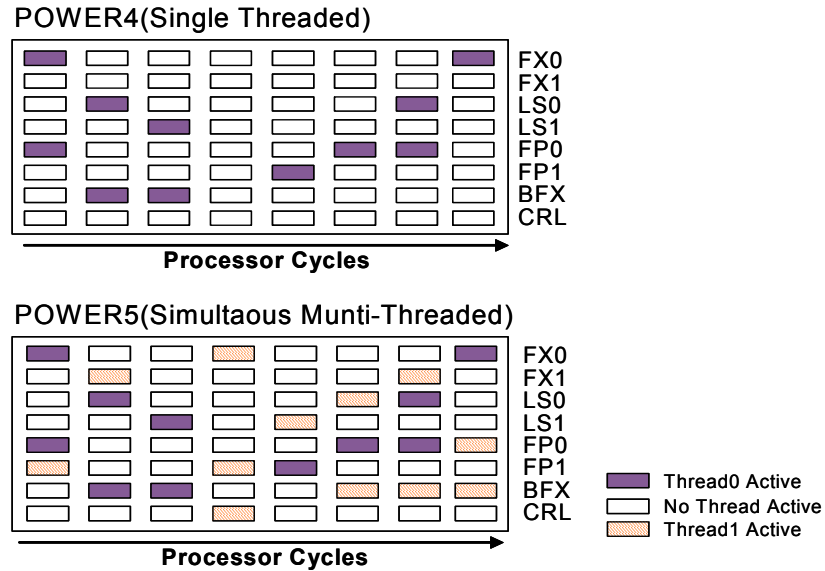 POWER4(Single Threaded)
FX0
FX1
LS0
LS1
FP0
FP1
BFX
CRL
Processor Cycles
POWER5(Simultaous Munti-Threaded)
FX0
FX1
LS0
LS1
FP0
FP1
BFX
CRL
Processor Cycles
Thread0 Active
No Thread Active
Thread1 Active